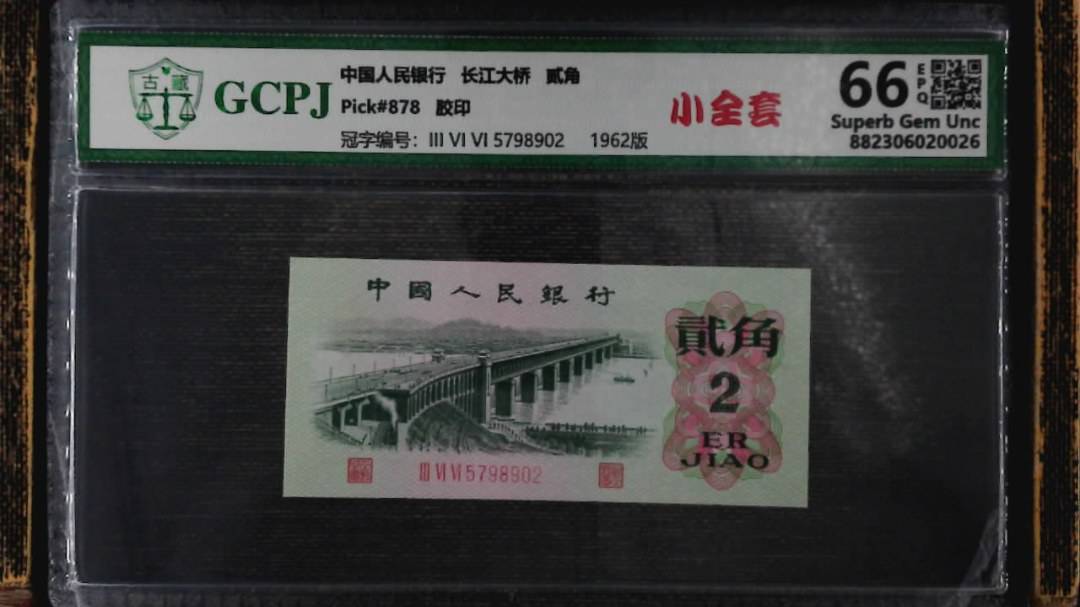 古藏
GCPJ
中国人民银行 长江大桥 贰角
Pick#878 胶印
冠字编号: III VI VI 5798902 1962版
小全套
66
EPQ
Superb Gem Unc
882306020026
中國人民銀行
貳角
2
ER
JIAO
III VI VI 5798902